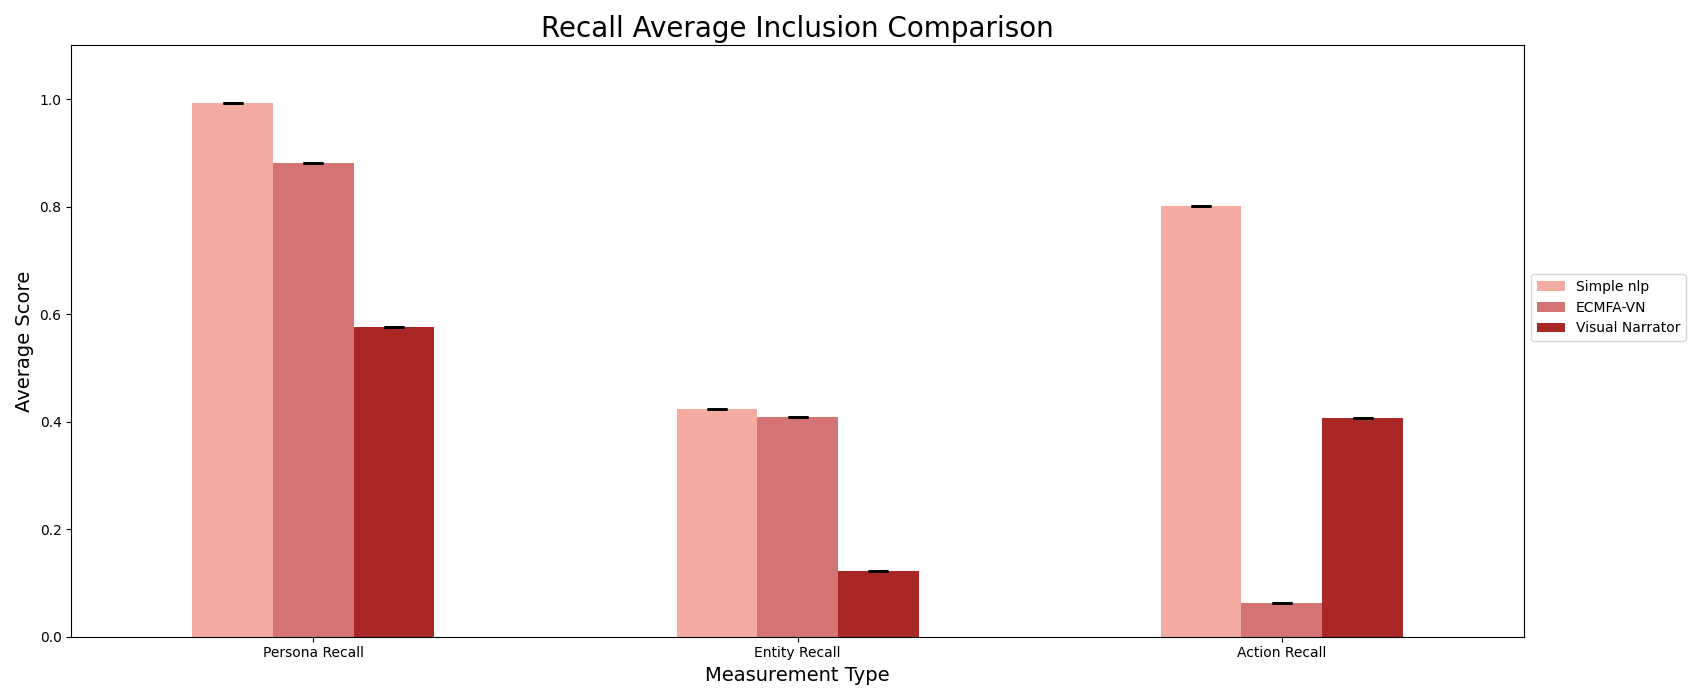 Recall Average Inclusion Comparison
Average Score
1.0
0.8
0.6
0.4
0.2
0.0
Persona Recall
Entity Recall
Action Recall
Measurement Type
Simple nlp
ECMFA-VN
Visual Narrator